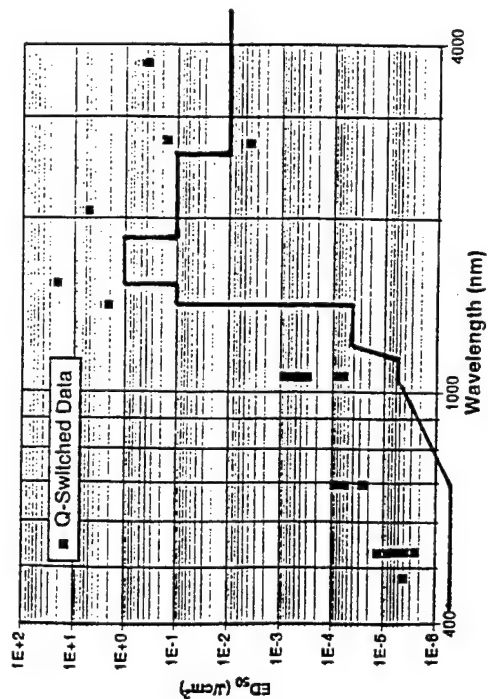 ■ Q-Switched Data
ED50 (J/cm²)
1E+2
1E+1
1E+0
1E-1
1E-2
1E-3
1E-4
1E-5
1E-6
400
1000
4000
Wavelength (nm)